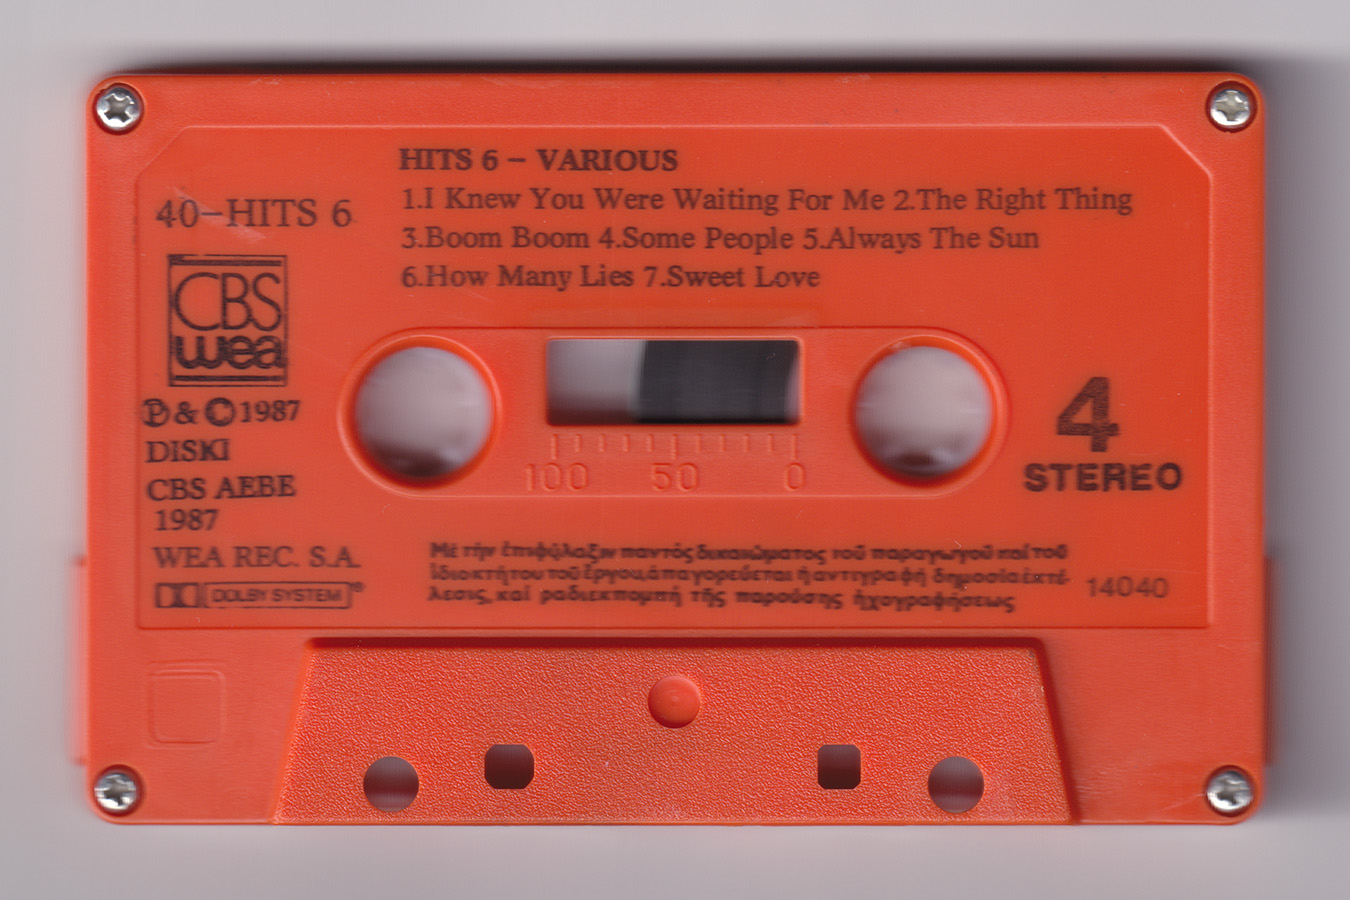 HITS 6 – VARIOUS
1.I Knew You Were Waiting For Me 2.The Right Thing
3.Boom Boom 4.Some People 5.Always The Sun
6.How Many Lies 7.Sweet Love
40–HITS 6
CBS
wea
℗ & © 1987
DISKI
CBS AEBE
1987
WEA REC. S.A.
DOLBY SYSTEM®
100 50 0
4
STEREO
Μὲ τὴν ἐπιφύλαξιν παντός δικαιώματος τοῦ παραγωγοῦ καί τοῦ
ἰδιοκτήτου τοῦ ἔργου, ἀπαγορεύεται ἡ ἀντιγραφή δημοσία ἐκτέ-
λεσις, καί ραδιεκπομπή τῆς παρούσης ἠχογραφήσεως
14040